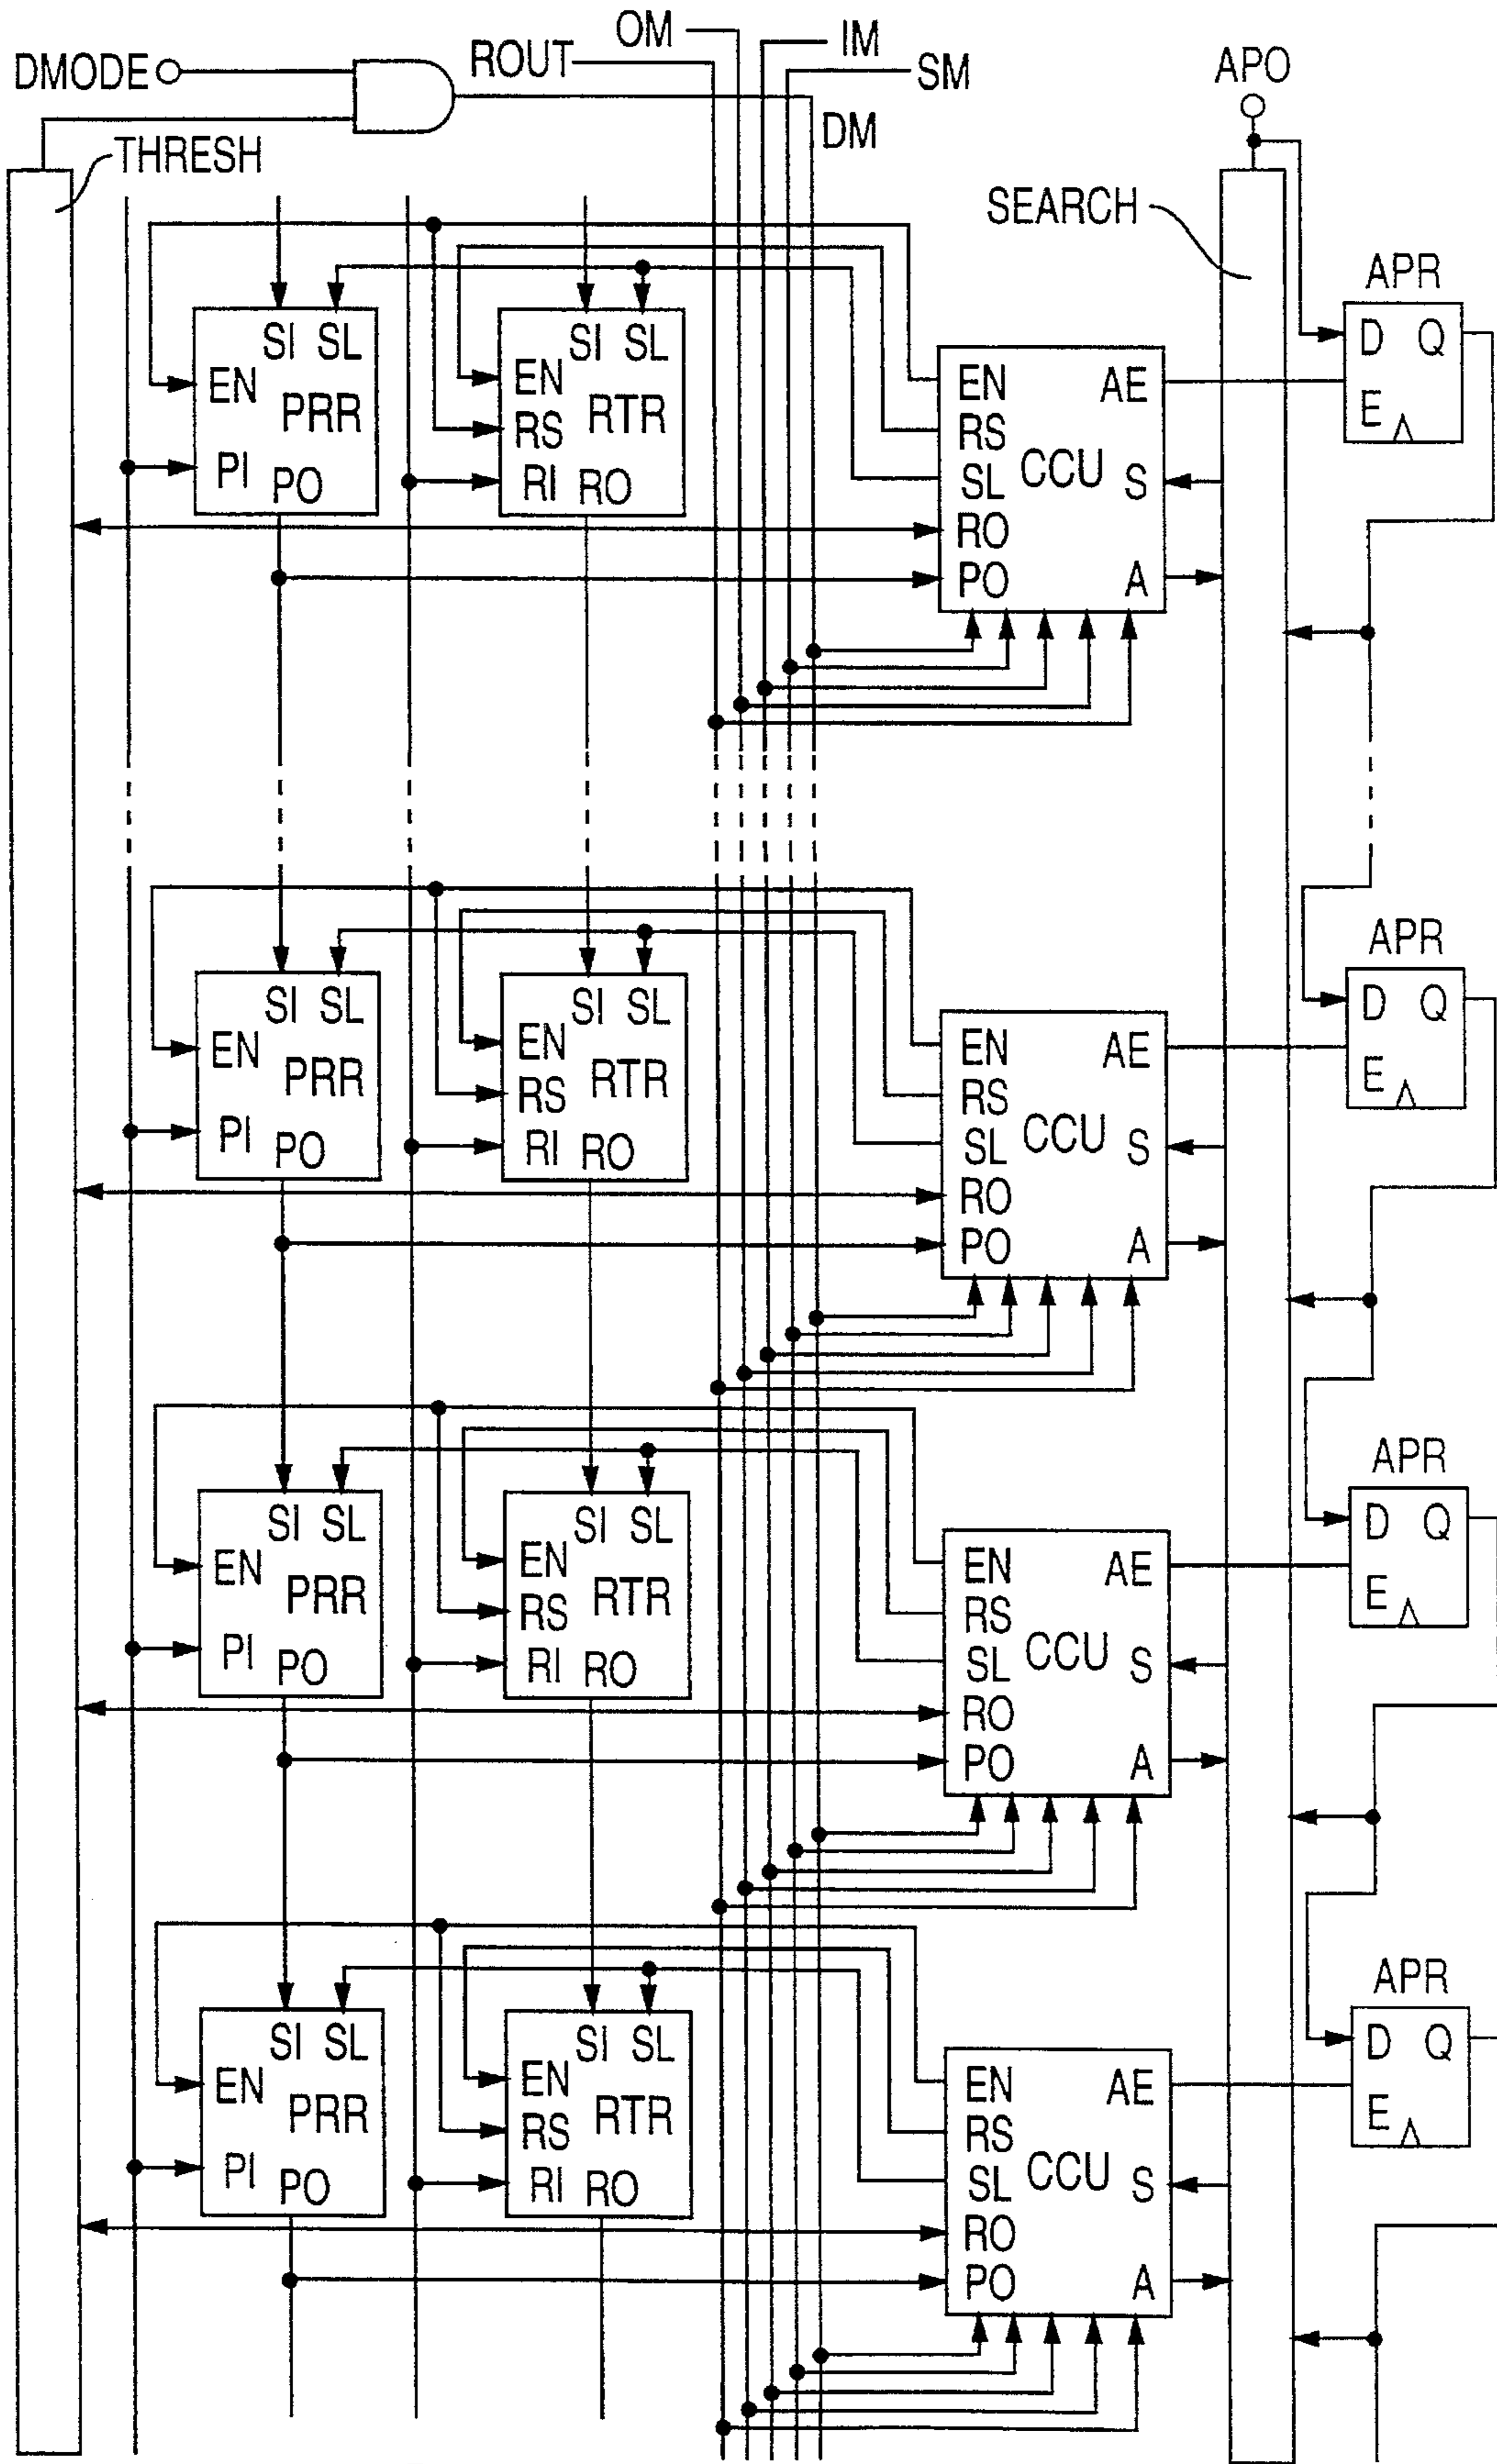 OM
IM
ROUT
SM
DMODE
APO
DM
THRESH
SEARCH
APR
SI SL
SI SL
D Q
EN
EN
EN
AE
PRR
RS
RTR
RS
E
PI
PO
RI
RO
SL
CCU
S
RO
PO
A
APR
SI SL
SI SL
D Q
EN
EN
EN
AE
PRR
RS
RTR
RS
E
PI
PO
RI
RO
SL
CCU
S
RO
PO
A
APR
SI SL
SI SL
D Q
EN
EN
EN
AE
PRR
RS
RTR
RS
E
PI
PO
RI
RO
SL
CCU
S
RO
PO
A
APR
SI SL
SI SL
D Q
EN
EN
EN
AE
PRR
RS
RTR
RS
E
PI
PO
RI
RO
SL
CCU
S
RO
PO
A